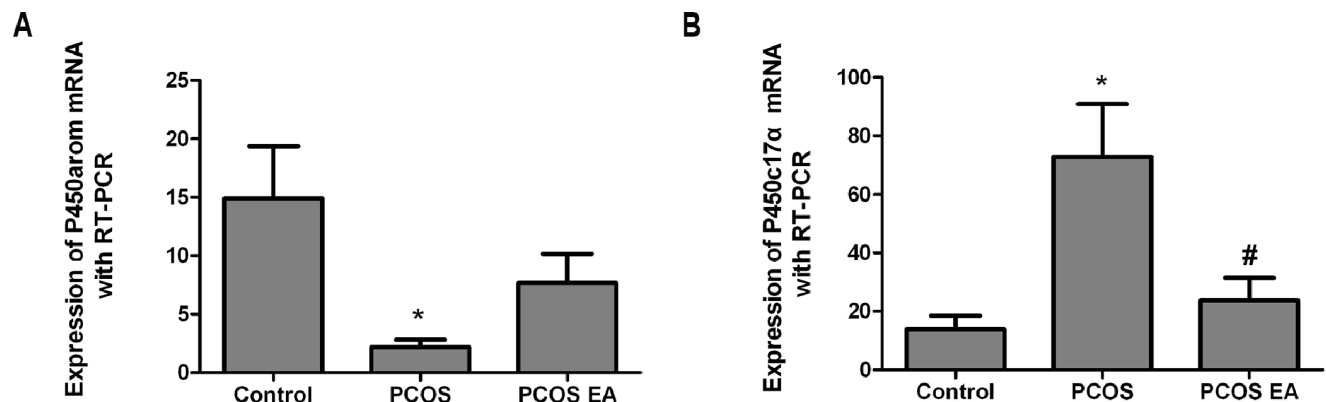 A
Expression of P450arom mRNA
with RT-PCR
25
20
15
10
5
0
*
Control PCOS PCOS EA
B
Expression of P450c17α mRNA
with RT-PCR
100
80
60
40
20
0
*
#
Control PCOS PCOS EA